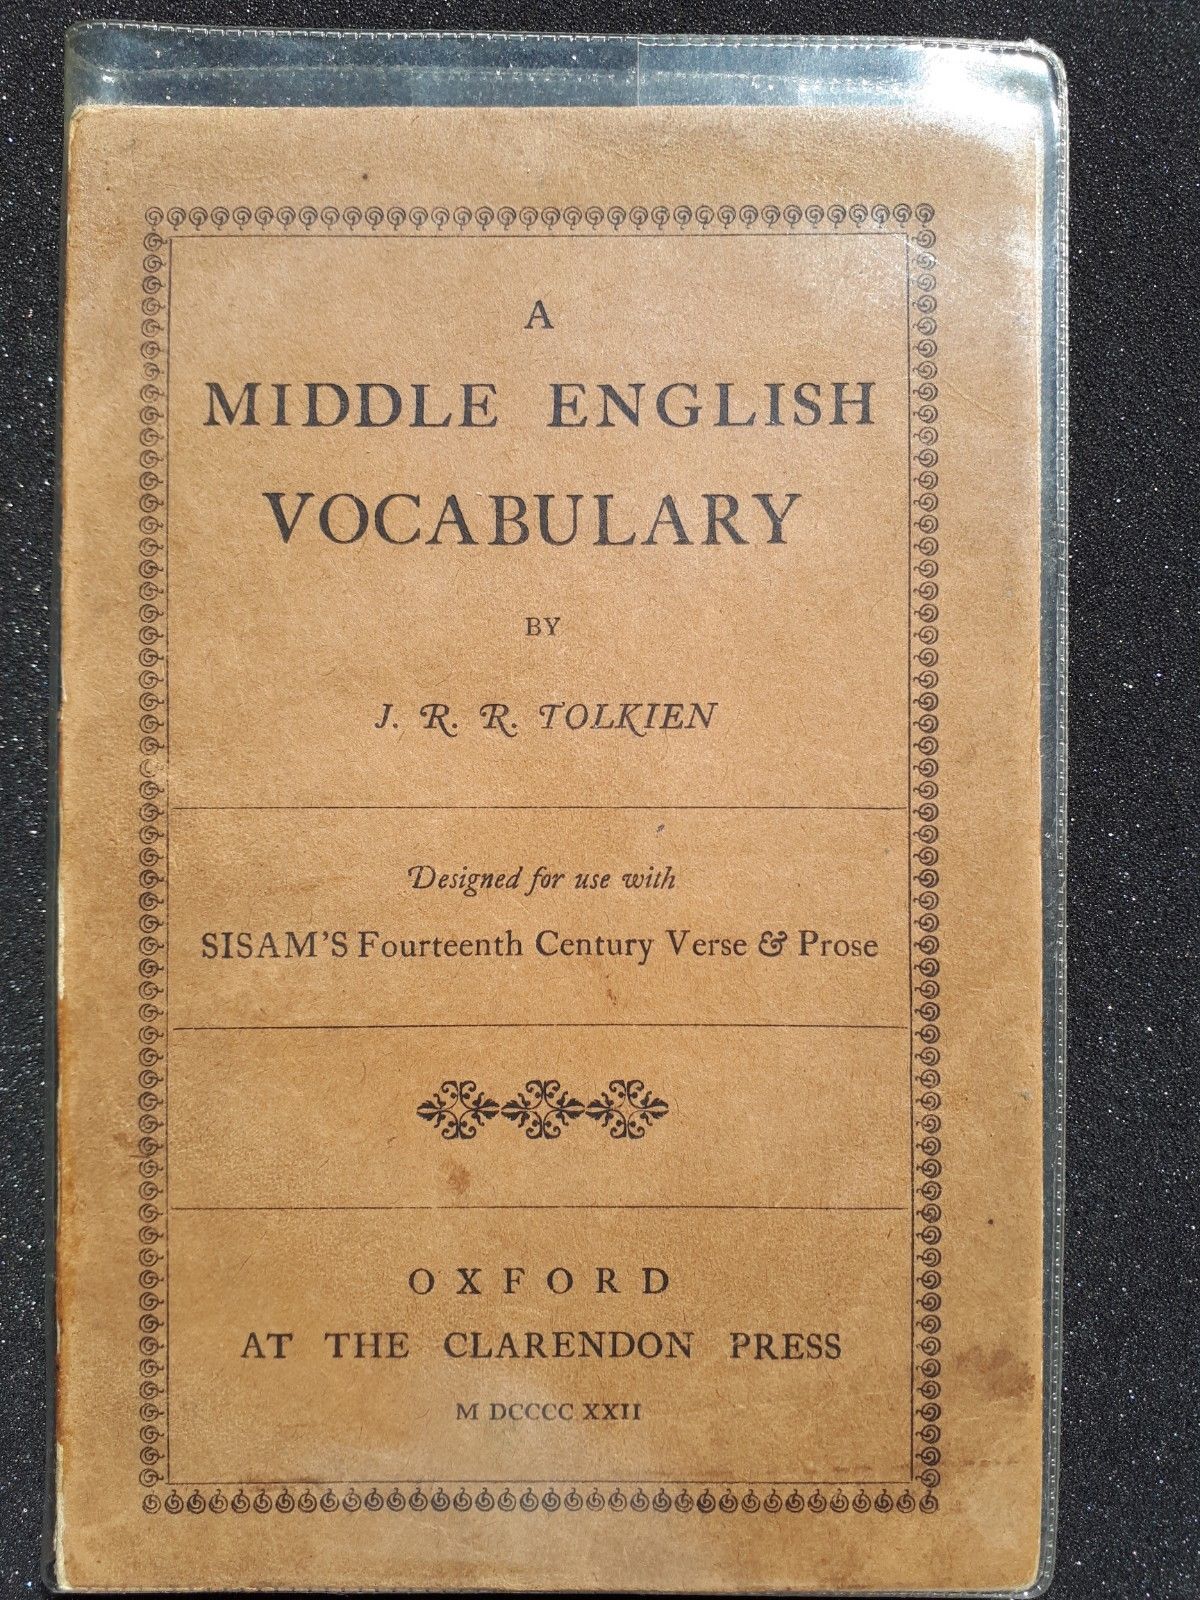 A
MIDDLE ENGLISH
VOCABULARY
BY
J. R. R. TOLKIEN
Designed for use with
SISAM'S Fourteenth Century Verse & Prose
OXFORD
AT THE CLARENDON PRESS
M DCCCC XXII